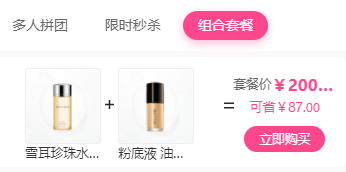 多人拼团 限时秒杀 组合套餐
套餐价￥200...
可省￥87.00
立即购买
雪耳珍珠水... + 粉底液 油... =